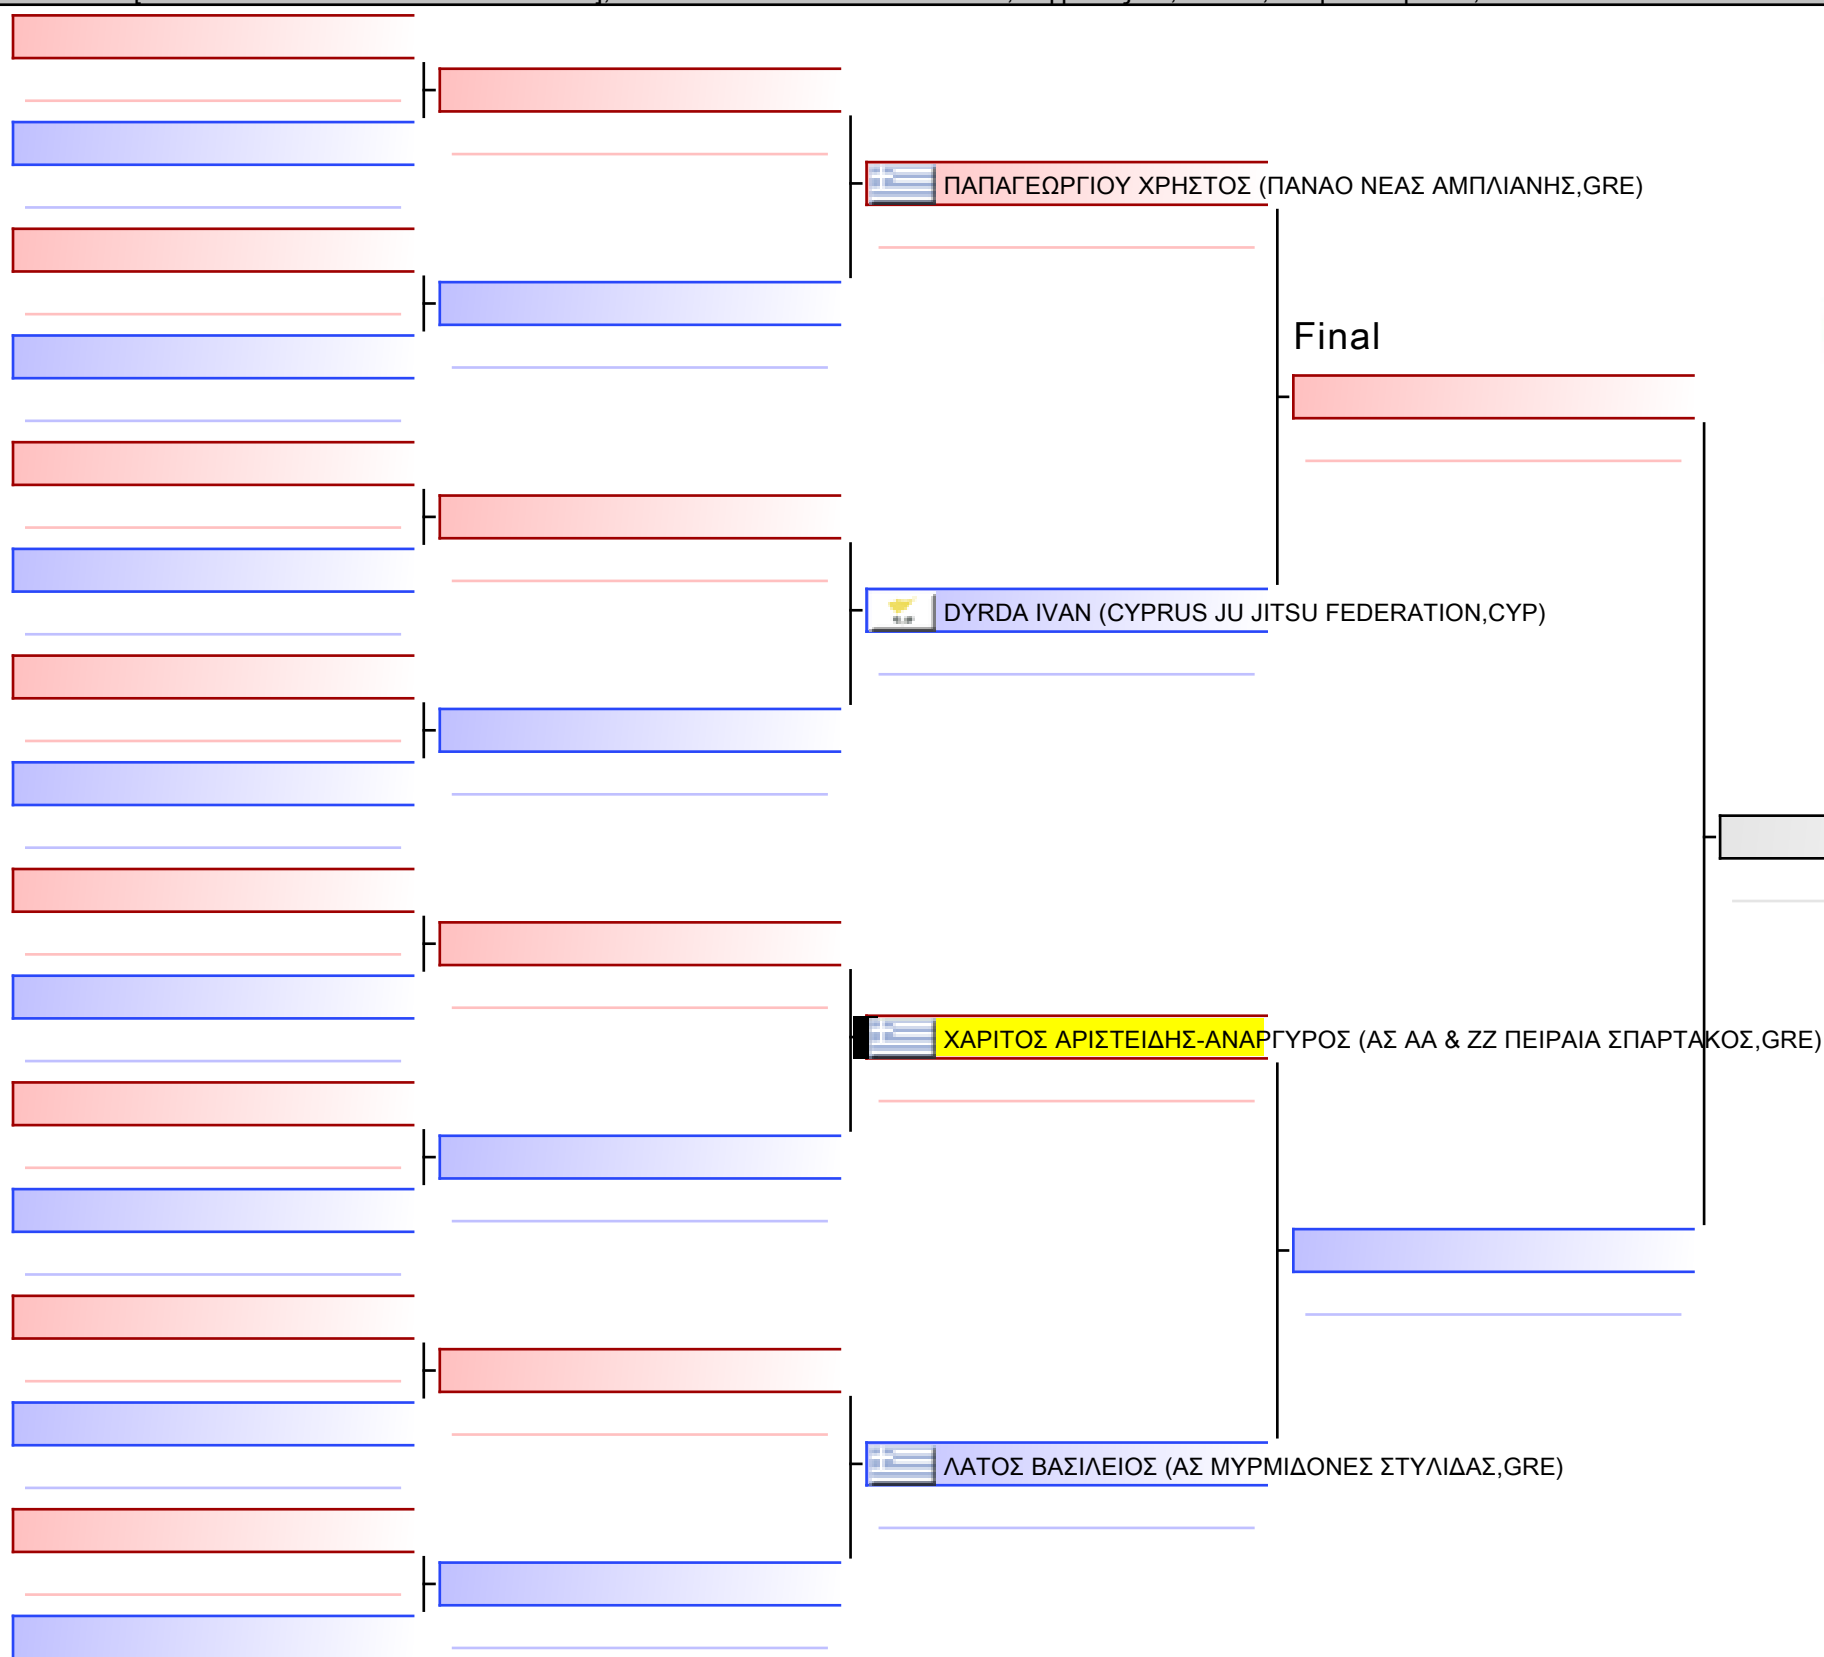 ΠΑΠΑΓΕΩΡΓΙΟΥ ΧΡΗΣΤΟΣ (ΠΑΝΑΟ ΝΕΑΣ ΑΜΠΛΙΑΝΗΣ,GRE)
Final
DYRDA IVAN (CYPRUS JU JITSU FEDERATION,CYP)
ΧΑΡΙΤΟΣ ΑΡΙΣΤΕΙΔΗΣ-ΑΝΑΡΓΥΡΟΣ (ΑΣ ΑΑ & ΖΖ ΠΕΙΡΑΙΑ ΣΠΑΡΤΑΚΟΣ,GRE)
ΛΑΤΟΣ ΒΑΣΙΛΕΙΟΣ (ΑΣ ΜΥΡΜΙΔΟΝΕΣ ΣΤΥΛΙΔΑΣ,GRE)